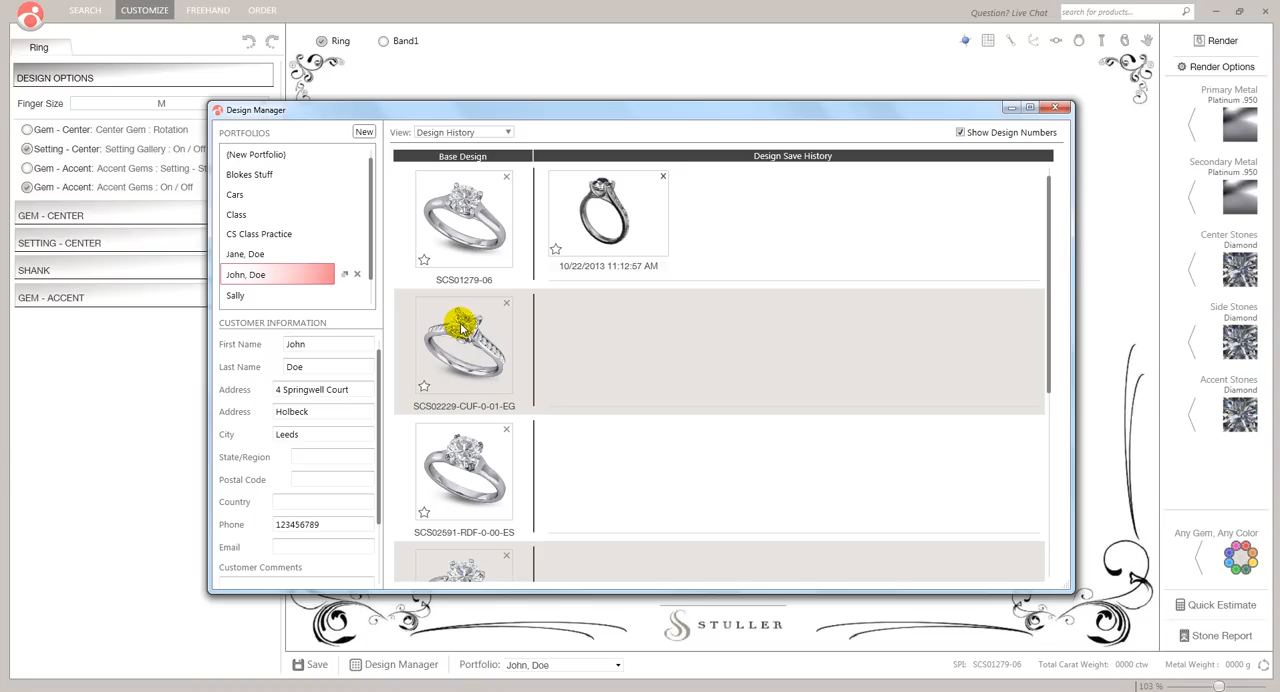 SEARCH CUSTOMIZE FREEHAND ORDER
Question? Live Chat search for products...
Ring
Ring Band1
Render
Render Options
DESIGN OPTIONS
Finger Size M
Gem - Center: Center Gem : Rotation
Setting - Center: Setting Gallery : On / Off
Gem - Accent: Accent Gems : Setting - St
Gem - Accent: Accent Gems : On / Off
GEM - CENTER
SETTING - CENTER
SHANK
GEM - ACCENT
Design Manager
PORTFOLIOS New
{New Portfolio}
Blokes Stuff
Cars
Class
CS Class Practice
Jane, Doe
John, Doe
Sally
CUSTOMER INFORMATION
First Name John
Last Name Doe
Address 4 Springwell Court
Address Holbeck
City Leeds
State/Region
Postal Code
Country
Phone 123456789
Email
Customer Comments
View: Design History Show Design Numbers
Base Design Design Save History
SCS01279-06
10/22/2013 11:12:57 AM
SCS02229-CUF-0-01-EG
SCS02591-RDF-0-00-ES
Primary Metal
Platinum .950
Secondary Metal
Platinum .950
Center Stones
Diamond
Side Stones
Diamond
Accent Stones
Diamond
Any Gem, Any Color
Quick Estimate
Stone Report
S STULLER
Save Design Manager Portfolio: John, Doe
SPI: SCS01279-06 Total Carat Weight: 0000 ctw Metal Weight : 0000 g
103 %